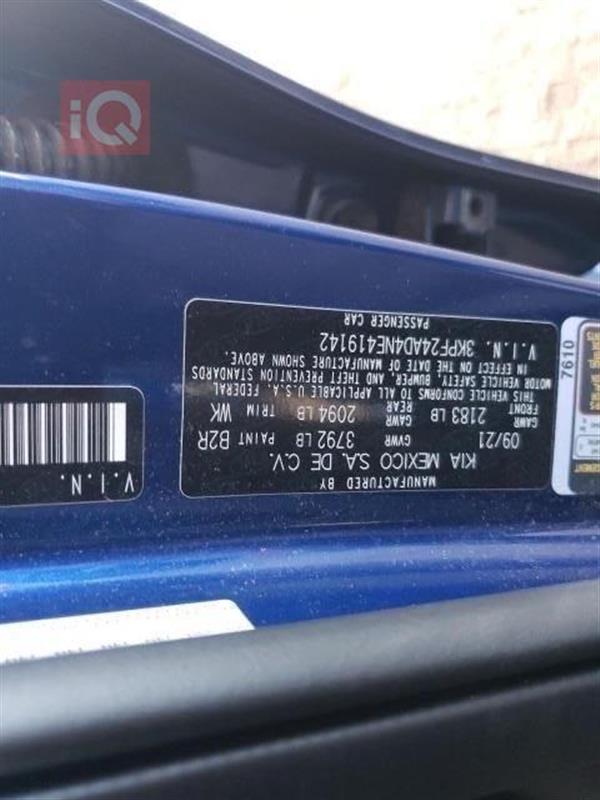 iQ
MANUFACTURED BY
KIA MEXICO S.A. DE C.V.
09/21 GVWR 3792 LB PAINT B2R
GAWR FRONT 2183 LB GAWR REAR 2094 LB TRIM WK
THIS VEHICLE CONFORMS TO ALL APPLICABLE U.S.A. FEDERAL
MOTOR VEHICLE SAFETY, BUMPER, AND THEFT PREVENTION STANDARDS
IN EFFECT ON THE DATE OF MANUFACTURE SHOWN ABOVE.
V.I.N. 3KPF24AD4NE419142
PASSENGER CAR
V.I.N.
7610